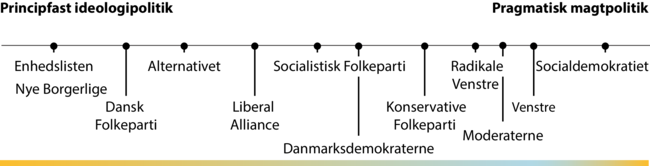 Principfast ideologipolitik
Pragmatisk magtpolitik
Enhedslisten
Nye Borgerlige
Dansk
Folkeparti
Alternativet
Liberal
Alliance
Socialistisk Folkeparti
Danmarksdemokraterne
Konservative
Folkeparti
Radikale
Venstre
Moderaterne
Venstre
Socialdemokratiet